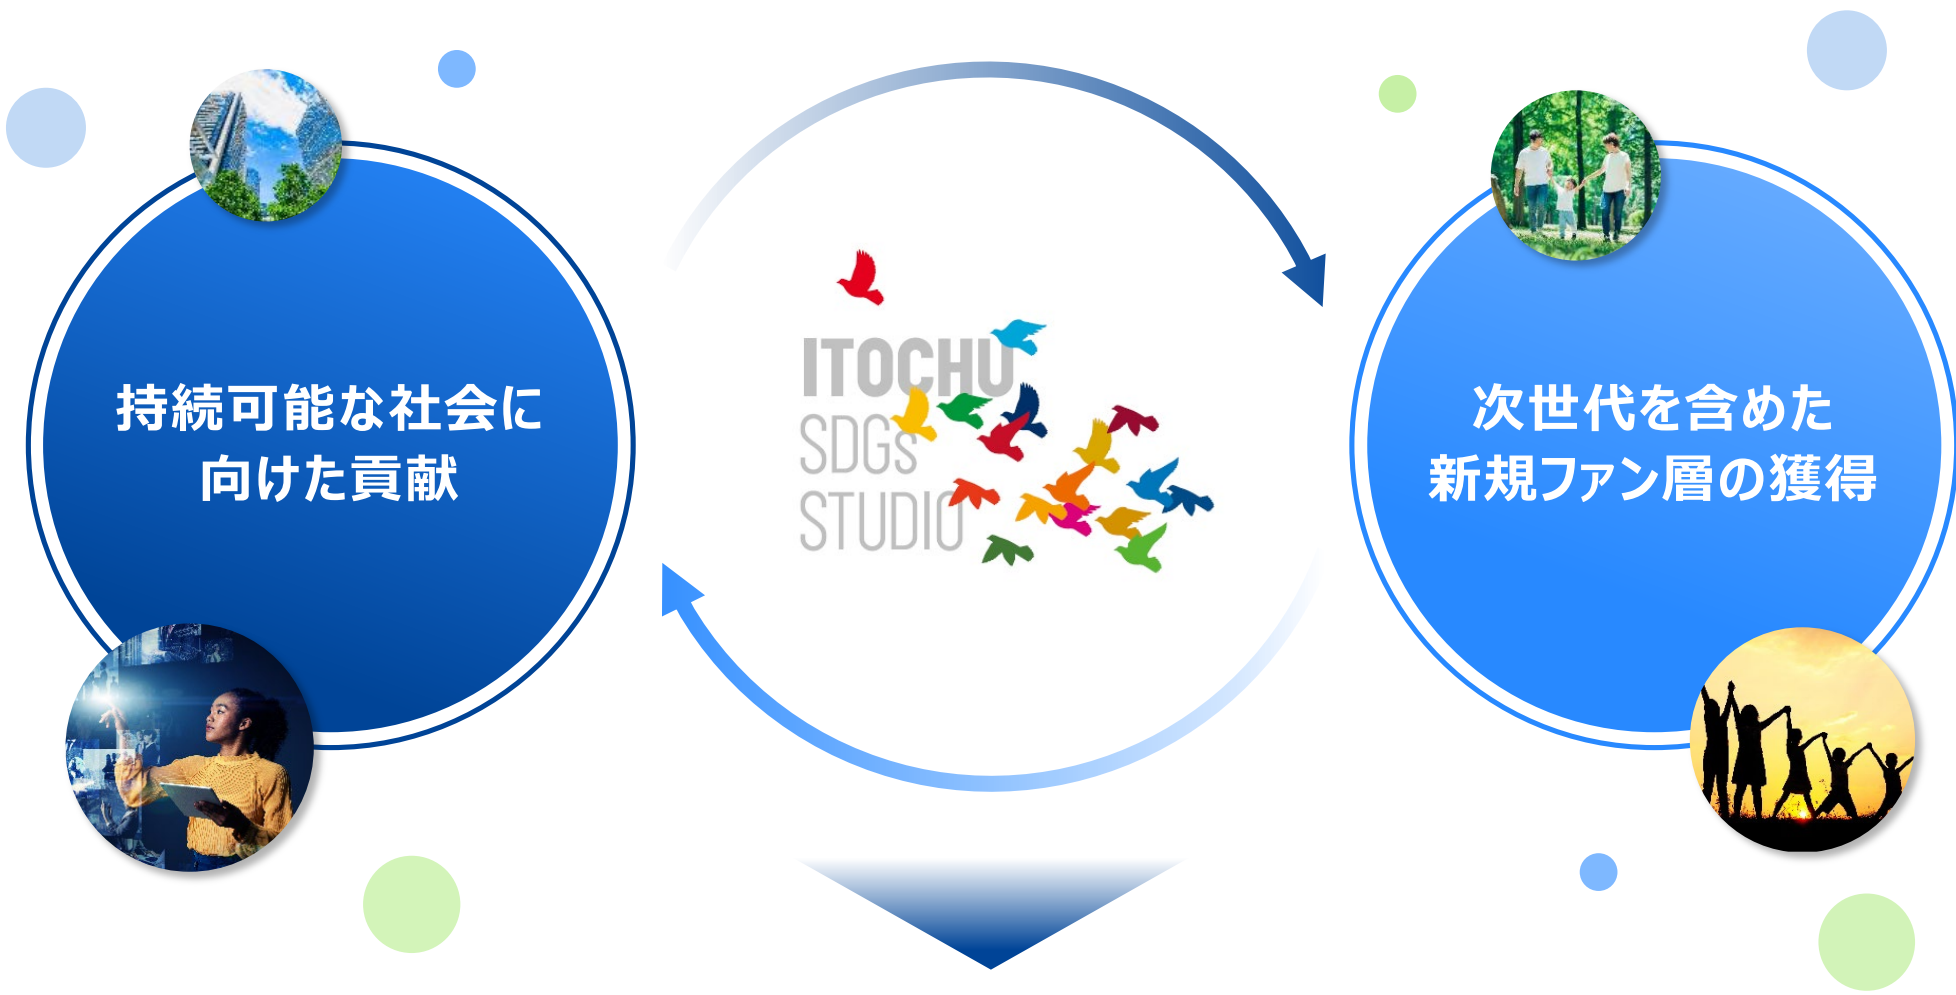 持続可能な社会に
向けた貢献
ITOCHU
SDGs
STUDIO
次世代を含めた
新規ファン層の獲得